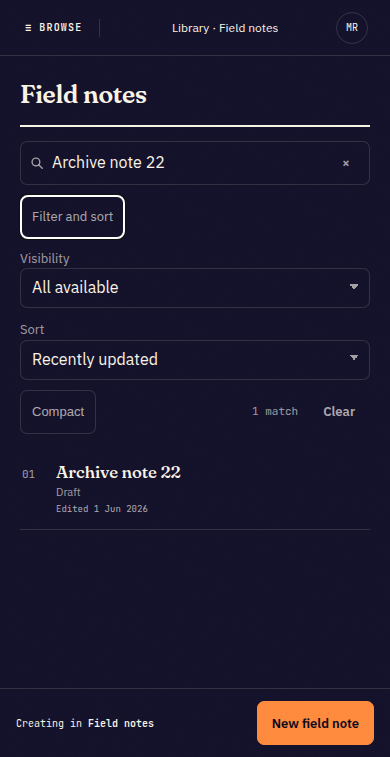 ≡ BROWSE
Library · Field notes
MR
Field notes
Archive note 22
×
Filter and sort
Visibility
All available
Sort
Recently updated
Compact
1 match
Clear
01
Archive note 22
Draft
Edited 1 Jun 2026
Creating in Field notes
New field note